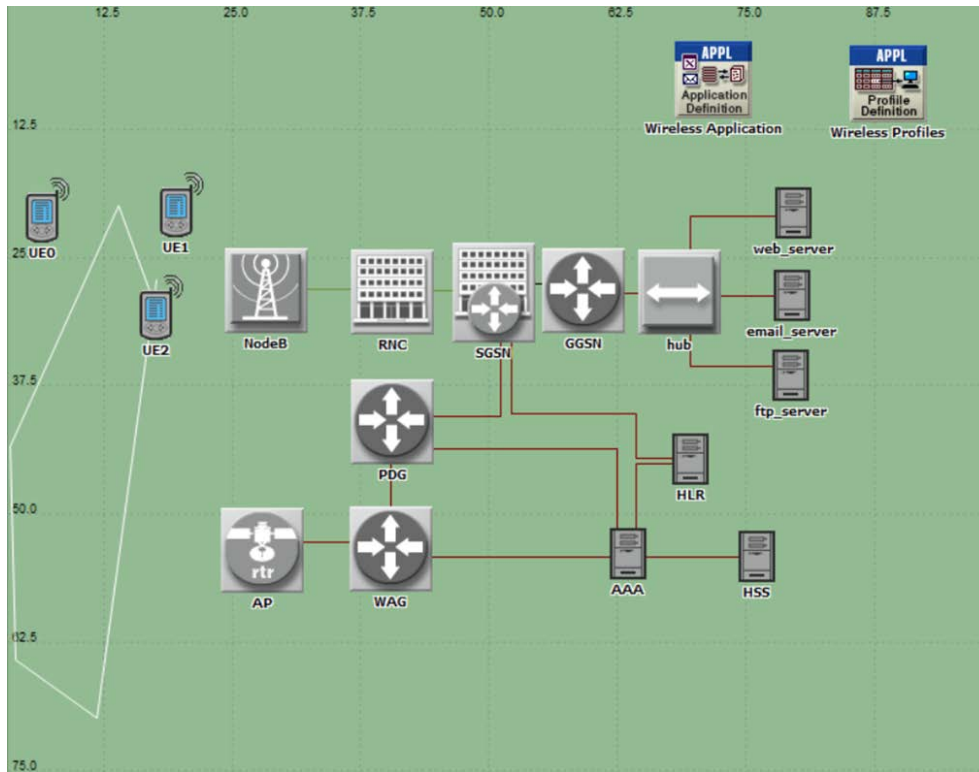 12.5 25.0 37.5 50.0 62.5 75.0 87.5
APPL
Application
Definition
Wireless Application
APPL
Profile
Definition
Wireless Profiles
12.5
UE0
UE1
web_server
25.0
UE2
NodeB
RNC
SGSN
GGSN
hub
email_server
37.5
ftp_server
PDG
HLR
50.0
rtr
AP
WAG
AAA
HSS
62.5
75.0